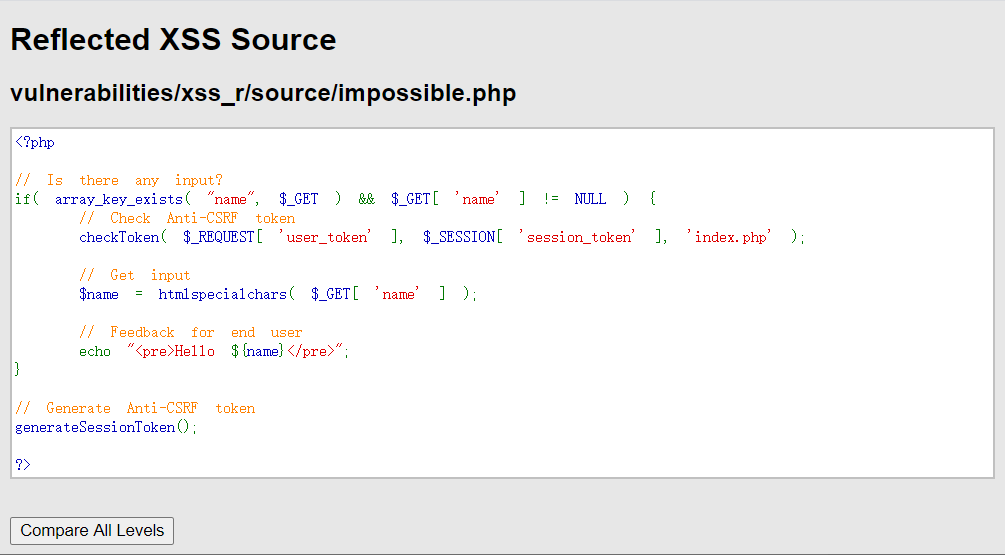 Reflected XSS Source
vulnerabilities/xss_r/source/impossible.php
<?php
// Is there any input?
if( array_key_exists( "name", $_GET ) && $_GET[ 'name' ] != NULL ) {
// Check Anti-CSRF token
checkToken( $_REQUEST[ 'user_token' ], $_SESSION[ 'session_token' ], 'index.php' );
// Get input
$name = htmlspecialchars( $_GET[ 'name' ] );
// Feedback for end user
echo "<pre>Hello ${name}</pre>";
}
// Generate Anti-CSRF token
generateSessionToken();
?>
Compare All Levels